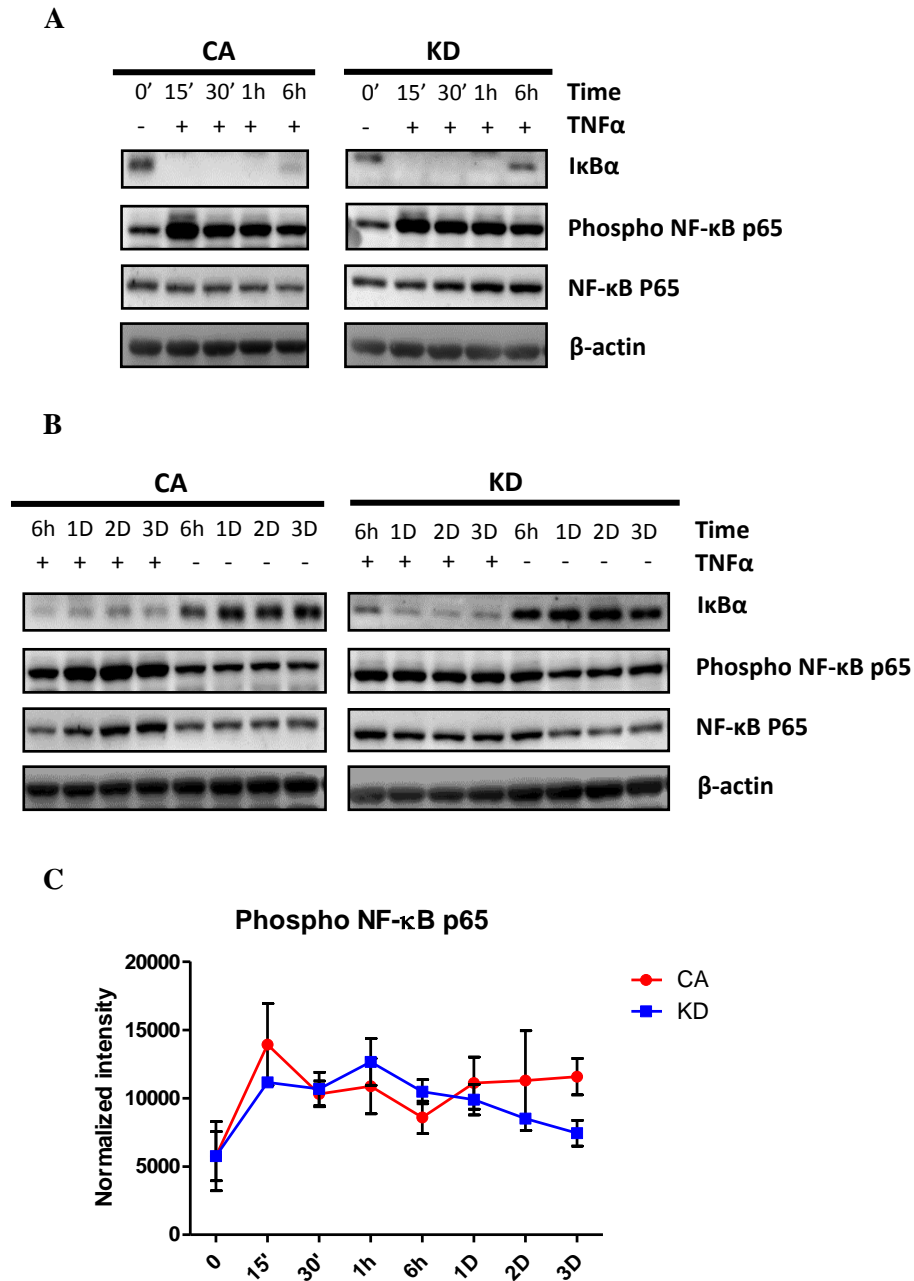 A
CA KD
0’ 15’ 30’ 1h 6h 0’ 15’ 30’ 1h 6h Time
- + + + + - + + + + TNFα
IκBα
Phospho NF-κB p65
NF-κB P65
β-actin
B
CA KD
6h 1D 2D 3D 6h 1D 2D 3D 6h 1D 2D 3D 6h 1D 2D 3D Time
+ + + + - - - - + + + + - - - - TNFα
IκBα
Phospho NF-κB p65
NF-κB P65
β-actin
C
Phospho NF-κB p65
Normalized intensity
20000
15000
10000
5000
0
0 15' 30' 1h 6h 1D 2D 3D
CA
KD